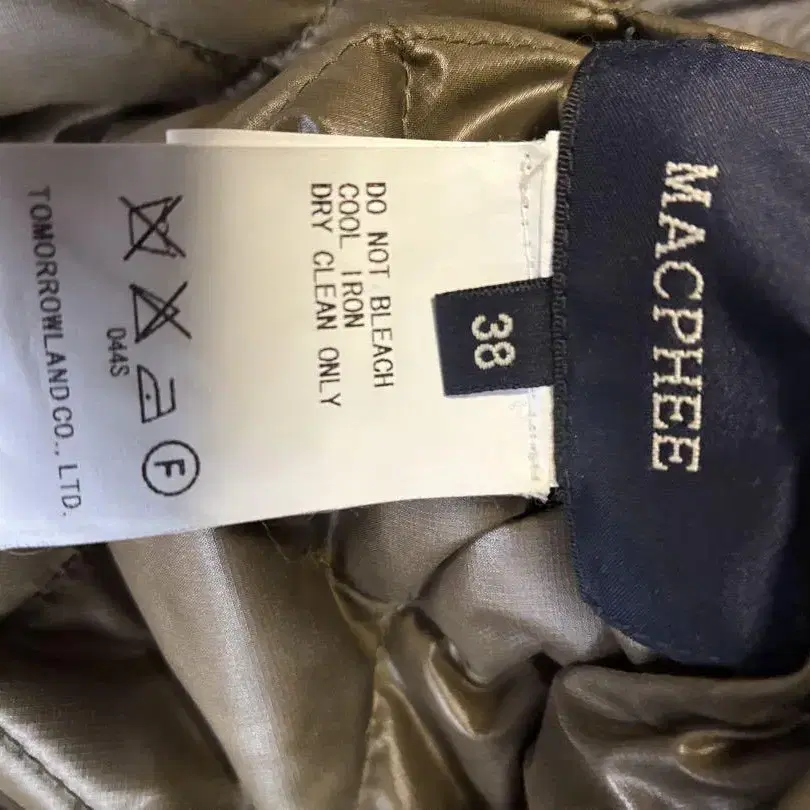 MACPHEE
38
DO NOT BLEACH
COOL IRON
DRY CLEAN ONLY
F
044S
TOMORROWLAND CO., LTD.